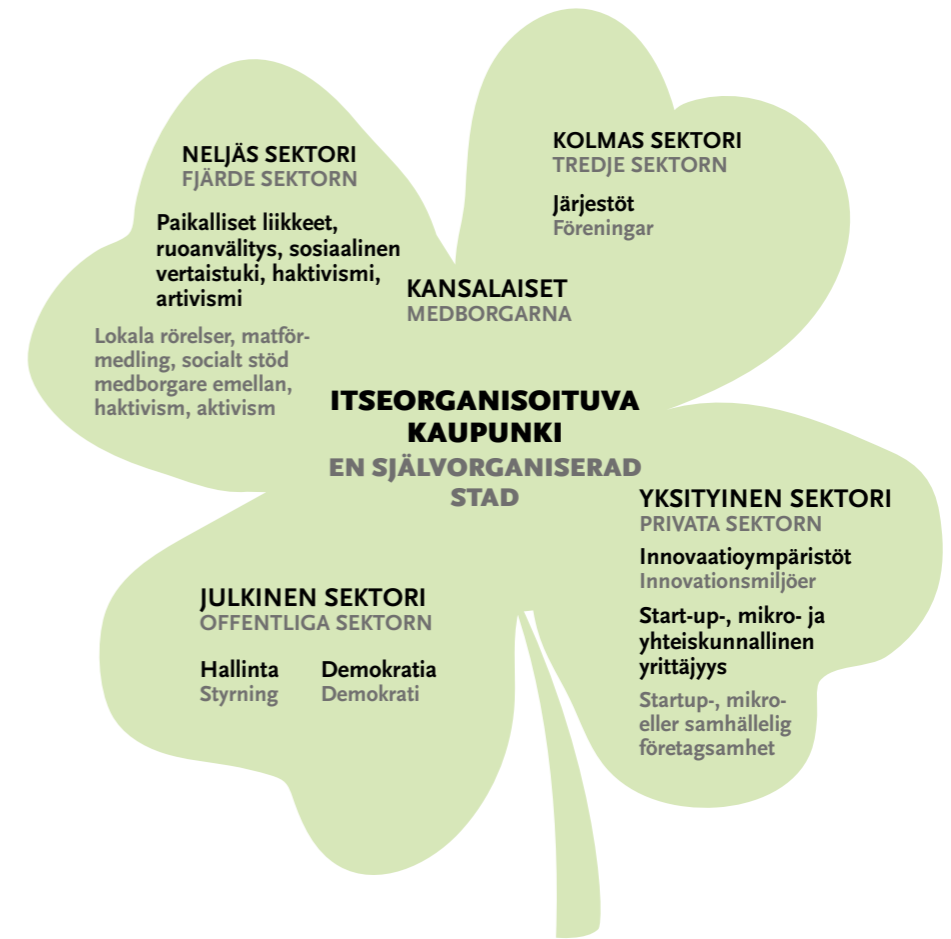 NELJÄS SEKTORI
FJÄRDE SEKTORN
Paikalliset liikkeet,
ruoanvälitys, sosiaalinen
vertaistuki, haktivismi,
artivismi
Lokala rörelser, matför-
medling, socialt stöd
medborgare emellan,
haktivism, aktivism
KOLMAS SEKTORI
TREDJE SEKTORN
Järjestöt
Föreningar
KANSALAISET
MEDBORGARNA
ITSEORGANISOITUVA
KAUPUNKI
EN SJÄLVORGANISERAD
STAD
YKSITYINEN SEKTORI
PRIVATA SEKTORN
Innovaatioympäristöt
Innovationsmiljöer
Start-up-, mikro- ja
yhteiskunnallinen
yrittäjyys
Startup-, mikro-
eller samhällelig
företagsamhet
JULKINEN SEKTORI
OFFENTLIGA SEKTORN
Hallinta
Styrning
Demokratia
Demokrati